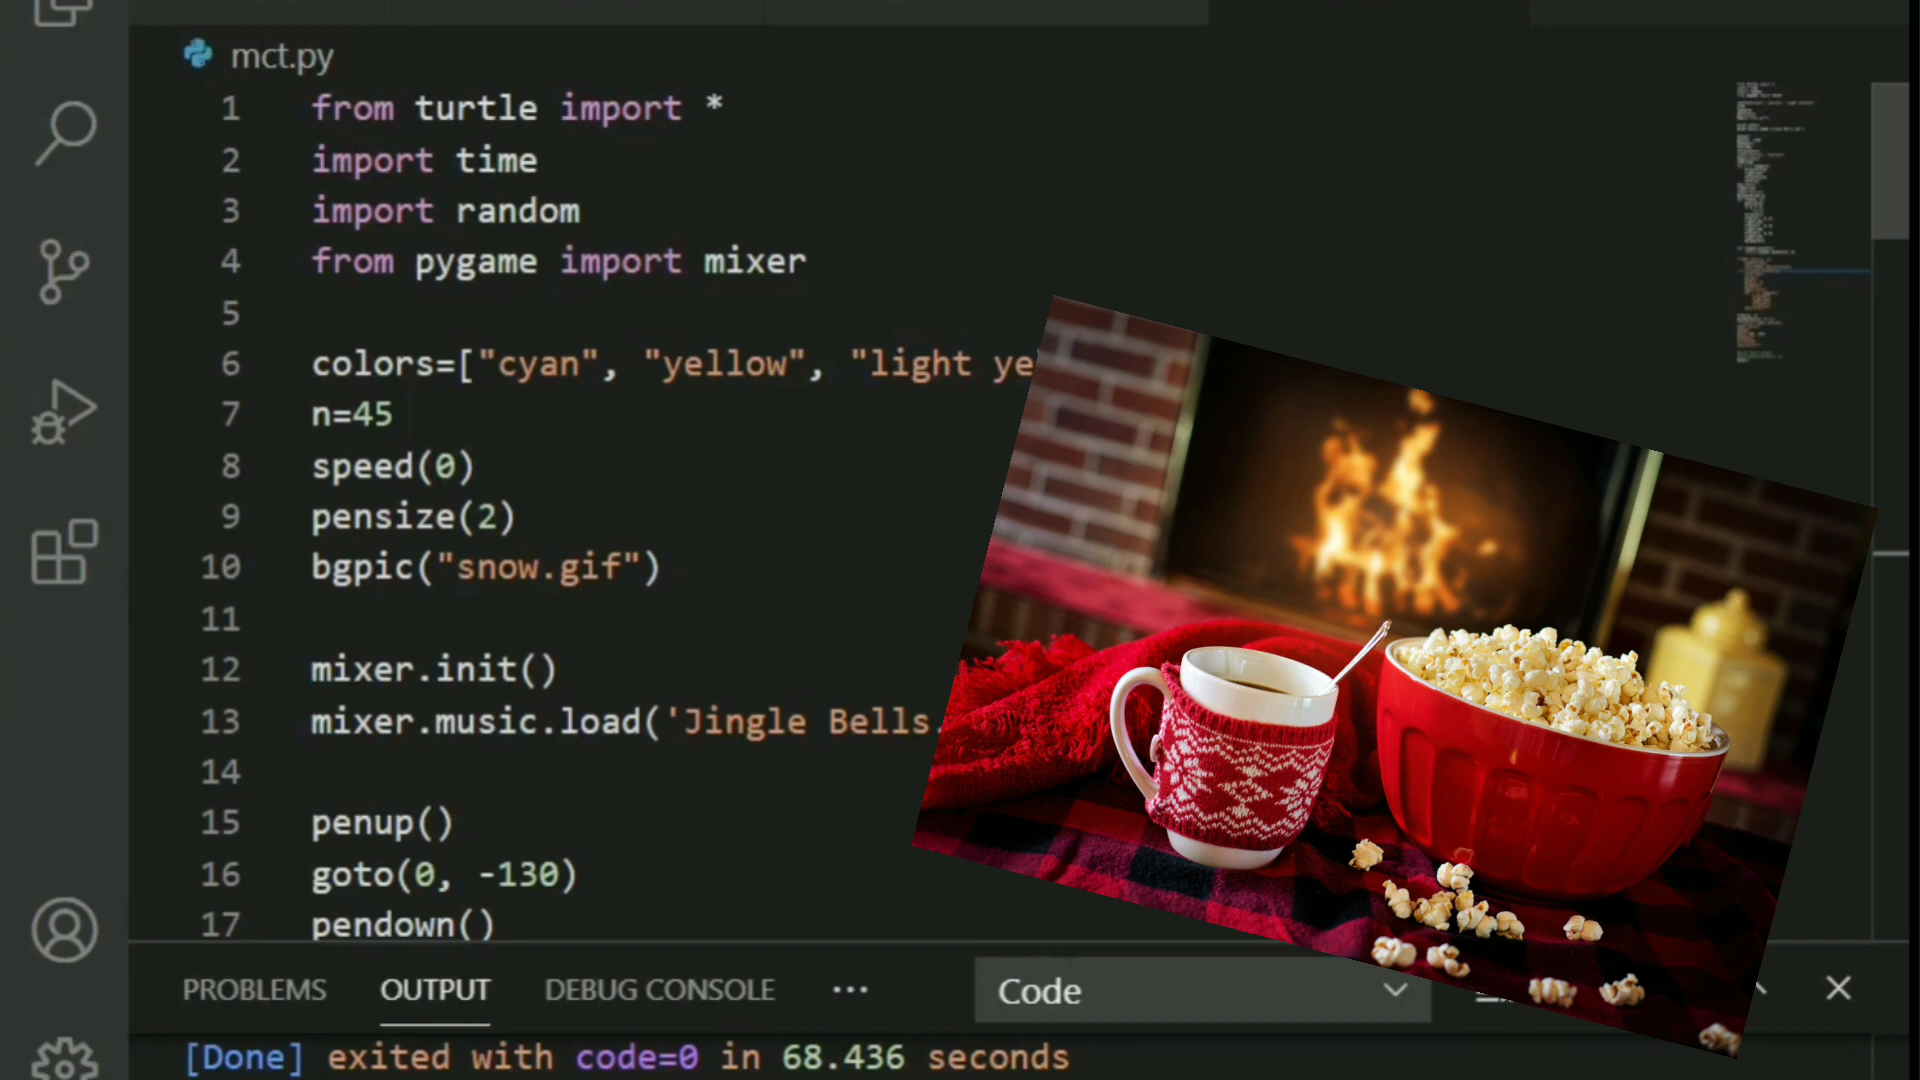 mct.py
1 from turtle import *
2 import time
3 import random
4 from pygame import mixer
5
6 colors=["cyan", "yellow", "light ye
7 n=45
8 speed(0)
9 pensize(2)
10 bgpic("snow.gif")
11
12 mixer.init()
13 mixer.music.load('Jingle Bells.
14
15 penup()
16 goto(0, -130)
17 pendown()
PROBLEMS OUTPUT DEBUG CONSOLE ··· Code
[Done] exited with code=0 in 68.436 seconds